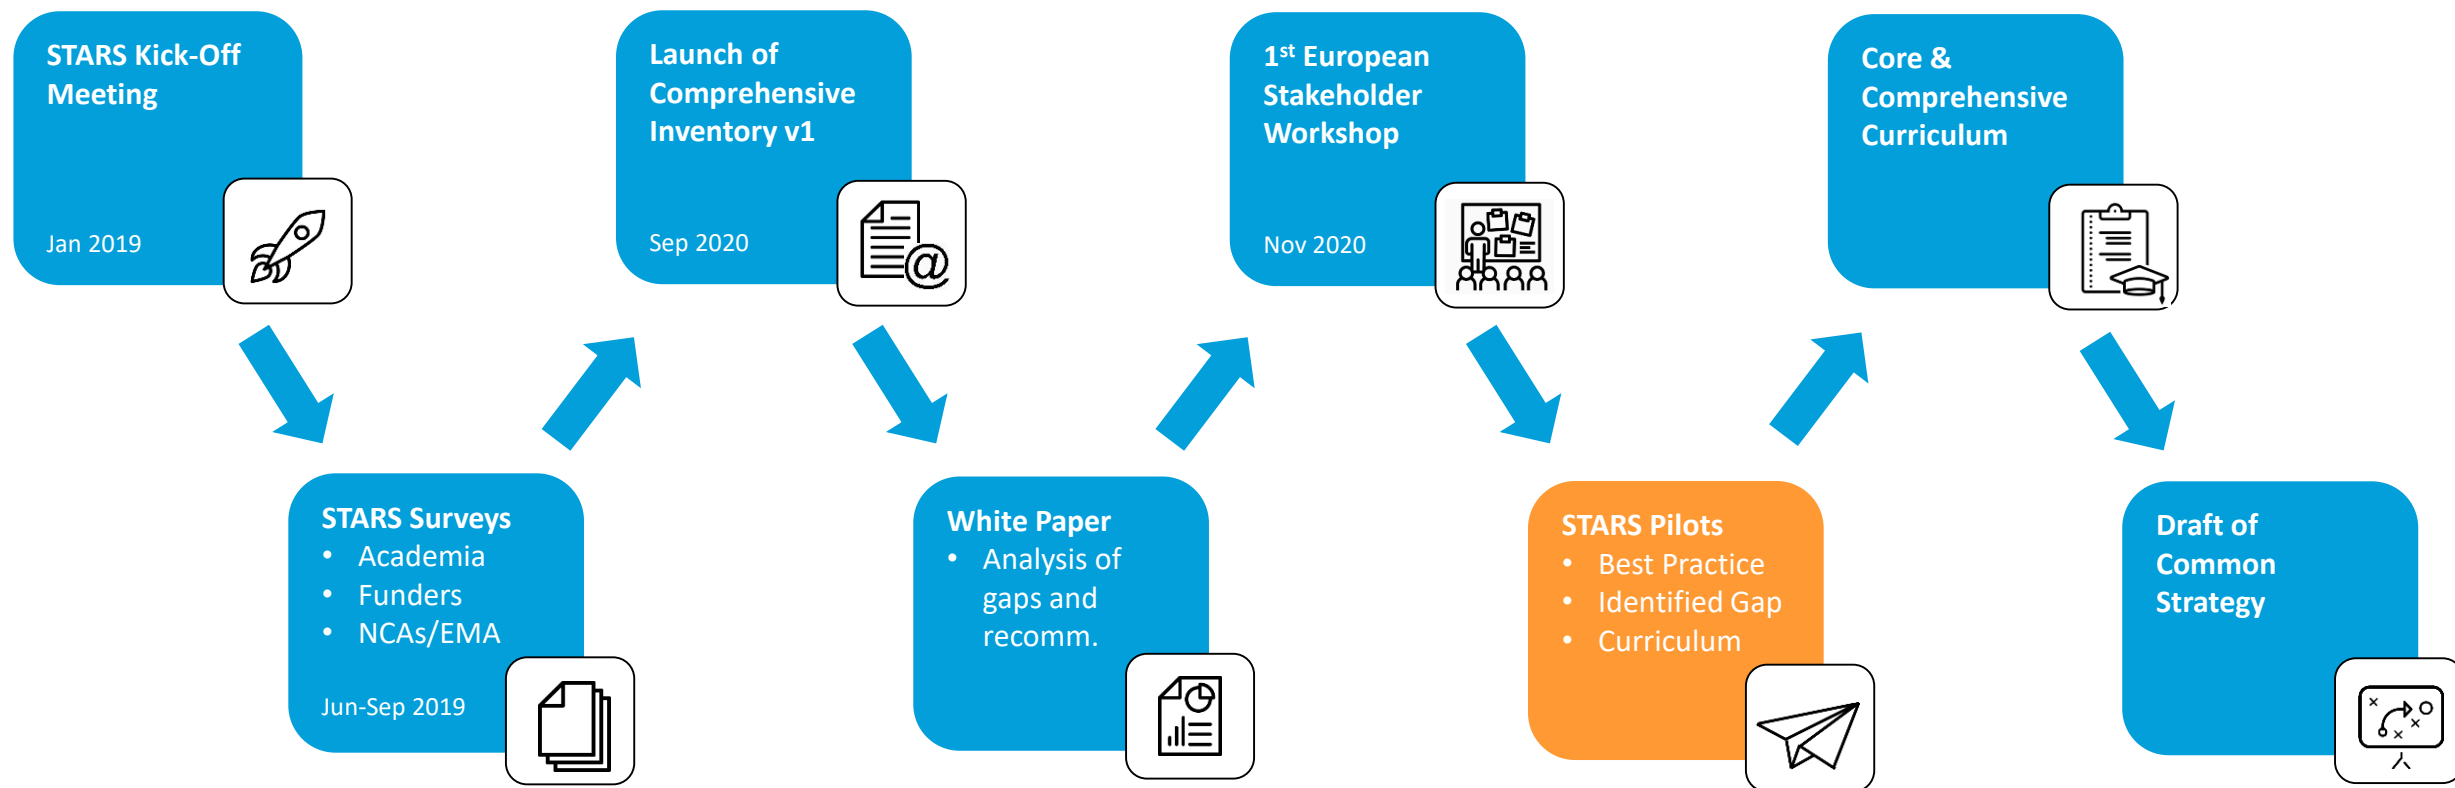 STARS Kick-Off
Meeting
Jan 2019
STARS Surveys
• Academia
• Funders
• NCAs/EMA
Jun-Sep 2019
Launch of
Comprehensive
Inventory v1
Sep 2020
@
White Paper
• Analysis of
gaps and
recomm.
1st European
Stakeholder
Workshop
Nov 2020
STARS Pilots
• Best Practice
• Identified Gap
• Curriculum
Core &
Comprehensive
Curriculum
Draft of
Common
Strategy